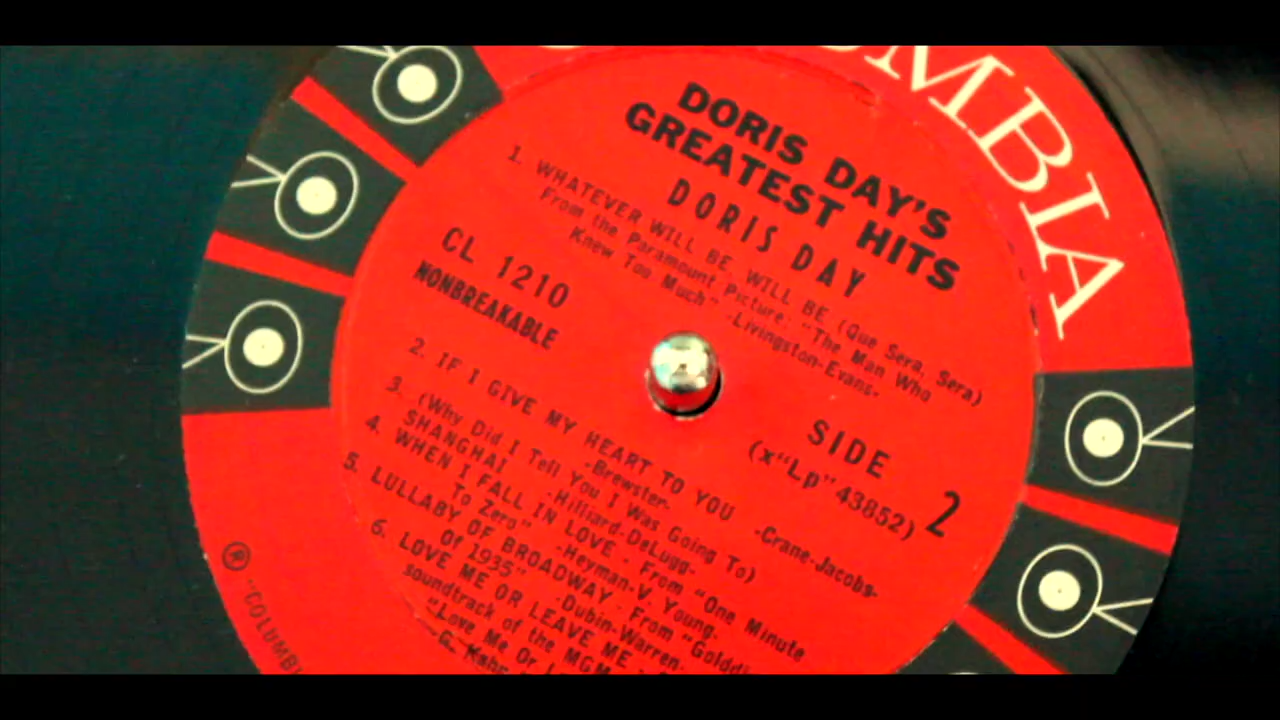 UMBIA
DORIS DAY'S
GREATEST HITS
DORIS DAY
1. WHATEVER WILL BE, WILL BE (Que Sera, Sera)
From the Paramount Picture, "The Man Who
Knew Too Much" -Livingston-Evans-
CL 1210
NONBREAKABLE
SIDE 2
(x"Lp" 43852)
2. IF I GIVE MY HEART TO YOU -Crane-Jacobs-
-Brewster-
3. (Why Did I Tell You I Was Going To)
SHANGHAI -Hilliard-DeLugg-
4. WHEN I FALL IN LOVE - From "One Minute
To Zero" -Heyman-V. Young-
5. LULLABY OF BROADWAY - From "Golddi
Of 1935" -Dubin-Warren-
6. LOVE ME OR LEAVE ME -
soundtrack of the MGM
"Love Me Or L
G. Kahn
® "COLUMBI